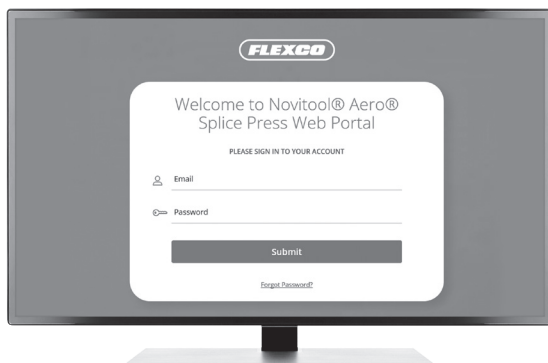 FLEXCO
Welcome to Novitool® Aero®
Splice Press Web Portal
PLEASE SIGN IN TO YOUR ACCOUNT
Email
Password
Submit
Forgot Password?